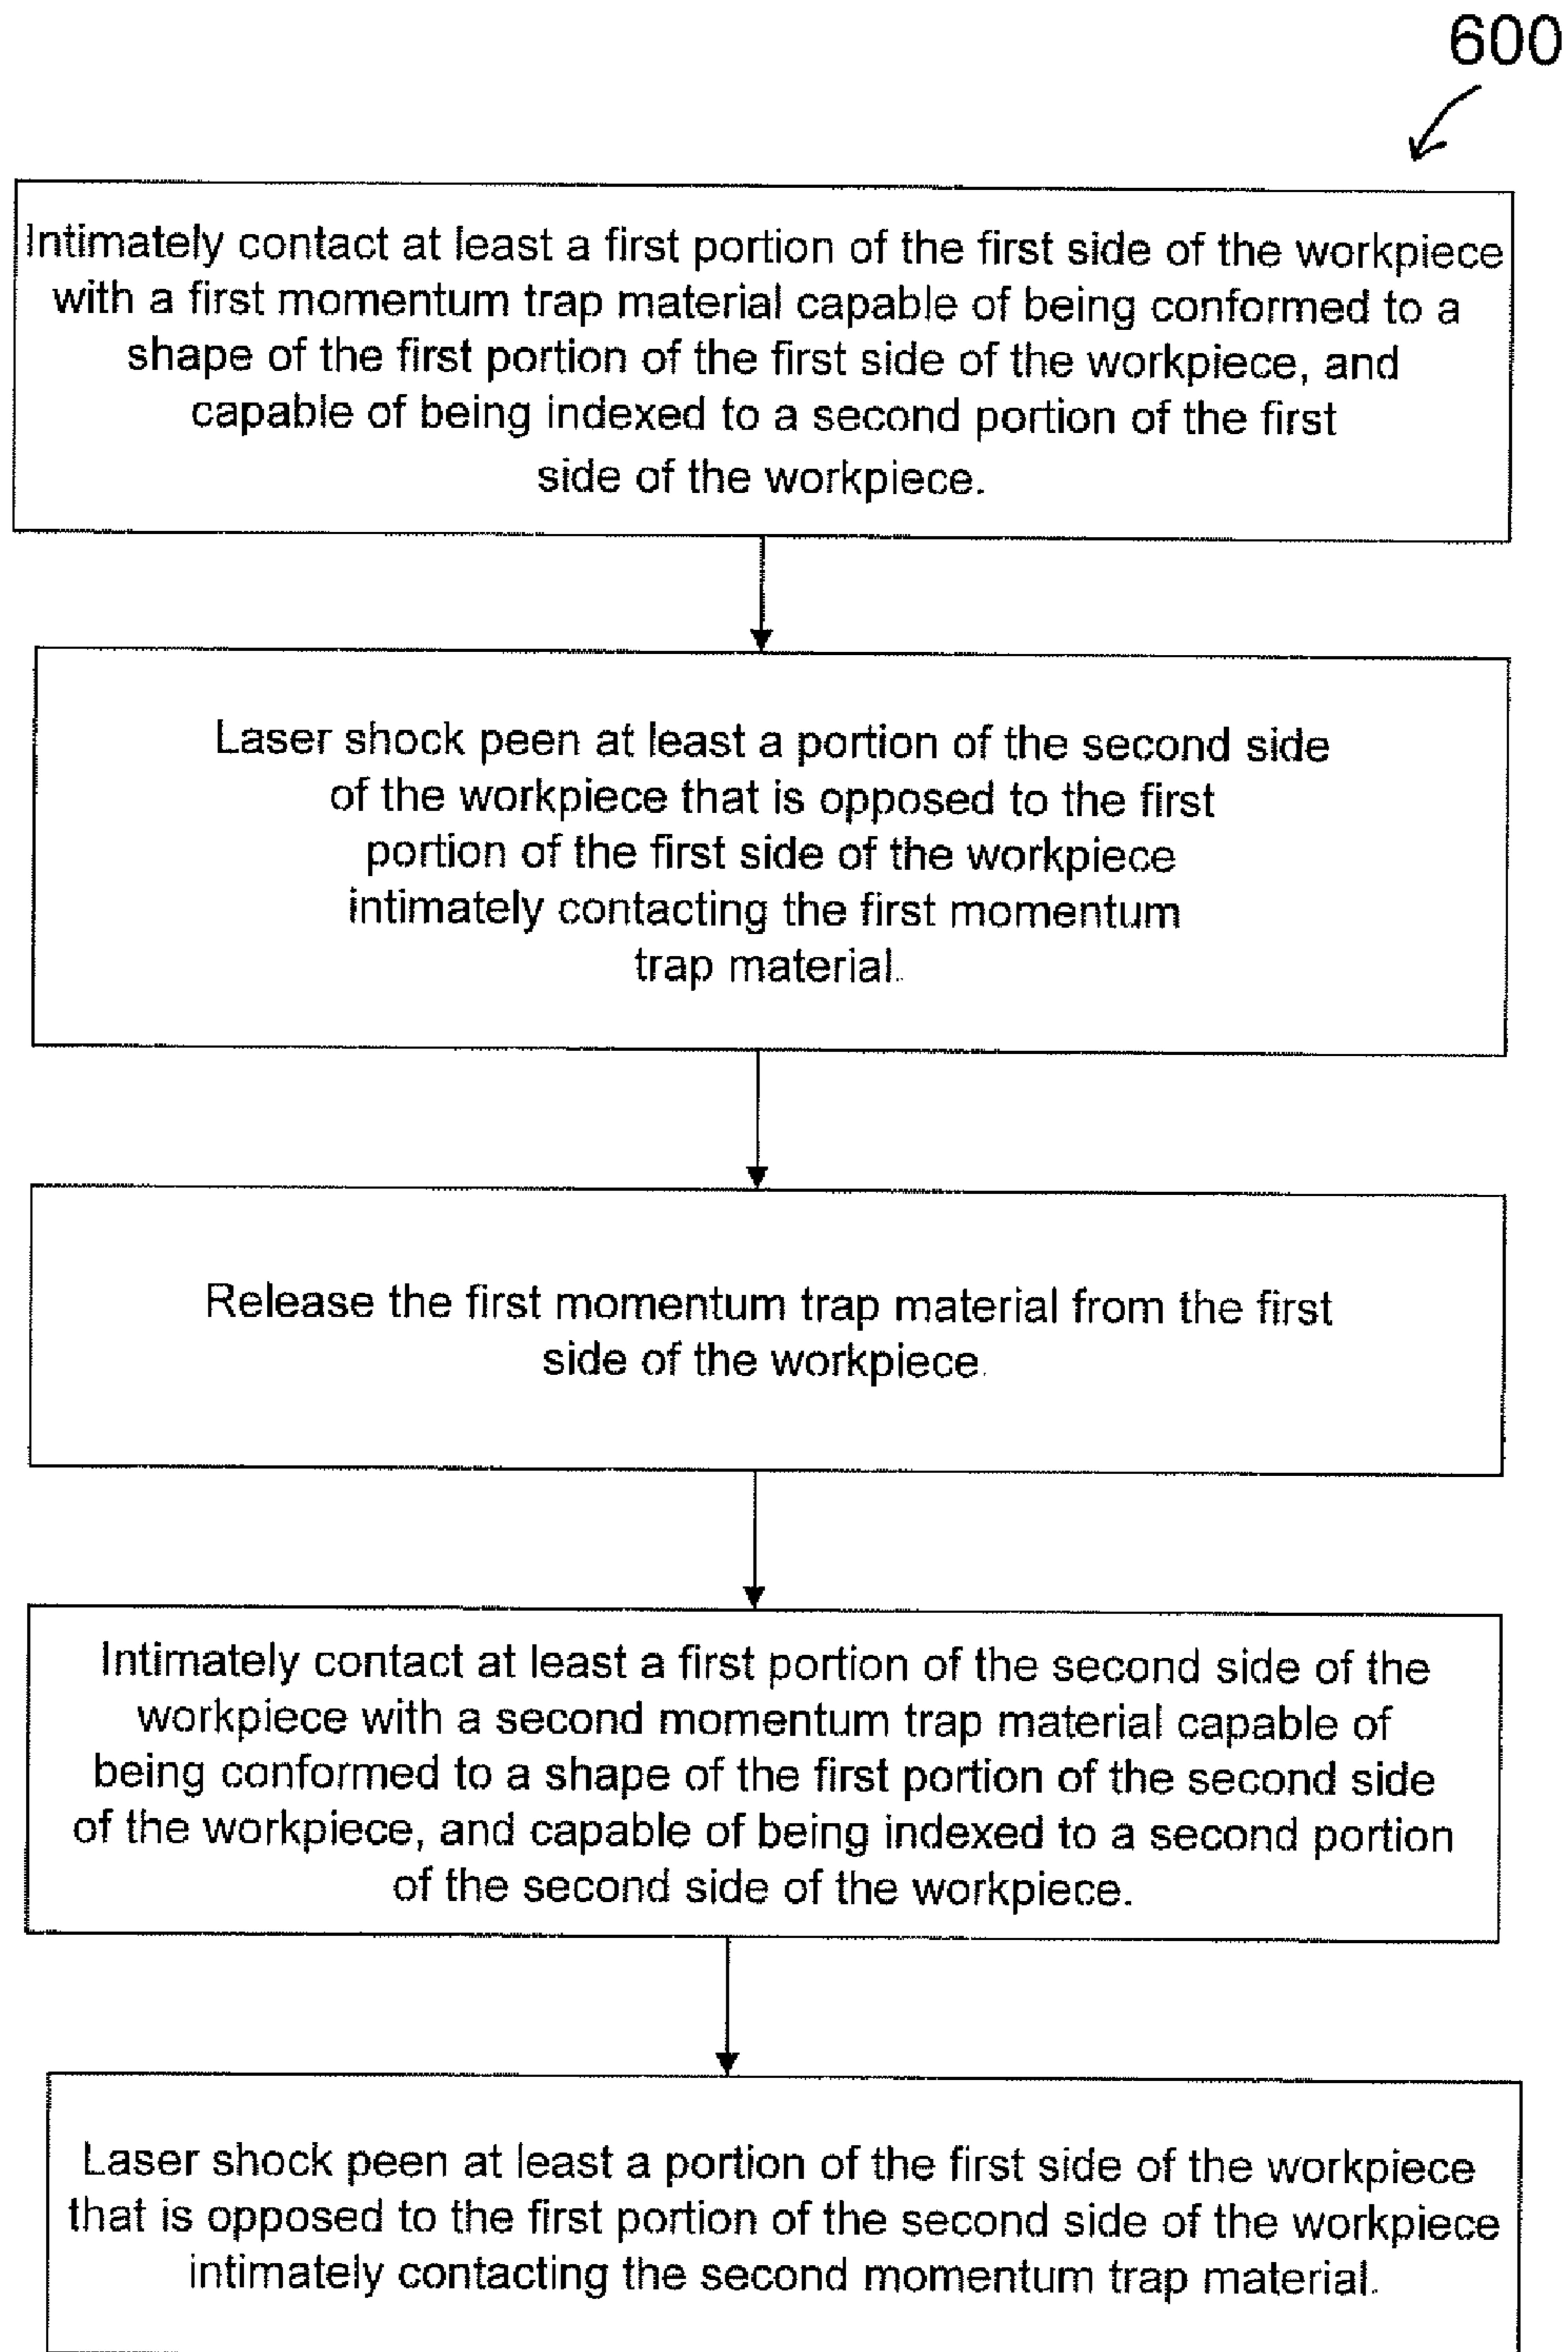 600
Intimately contact at least a first portion of the first side of the workpiece
with a first momentum trap material capable of being conformed to a
shape of the first portion of the first side of the workpiece, and
capable of being indexed to a second portion of the first
side of the workpiece.
Laser shock peen at least a portion of the second side
of the workpiece that is opposed to the first
portion of the first side of the workpiece
intimately contacting the first momentum
trap material.
Release the first momentum trap material from the first
side of the workpiece.
Intimately contact at least a first portion of the second side of the
workpiece with a second momentum trap material capable of
being conformed to a shape of the first portion of the second side
of the workpiece, and capable of being indexed to a second portion
of the second side of the workpiece.
Laser shock peen at least a portion of the first side of the workpiece
that is opposed to the first portion of the second side of the workpiece
intimately contacting the second momentum trap material.